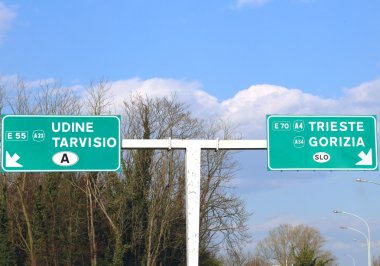 E 55 A23 UDINE
TARVISIO
A
E 70 A4 TRIESTE
A34 GORIZIA
SLO